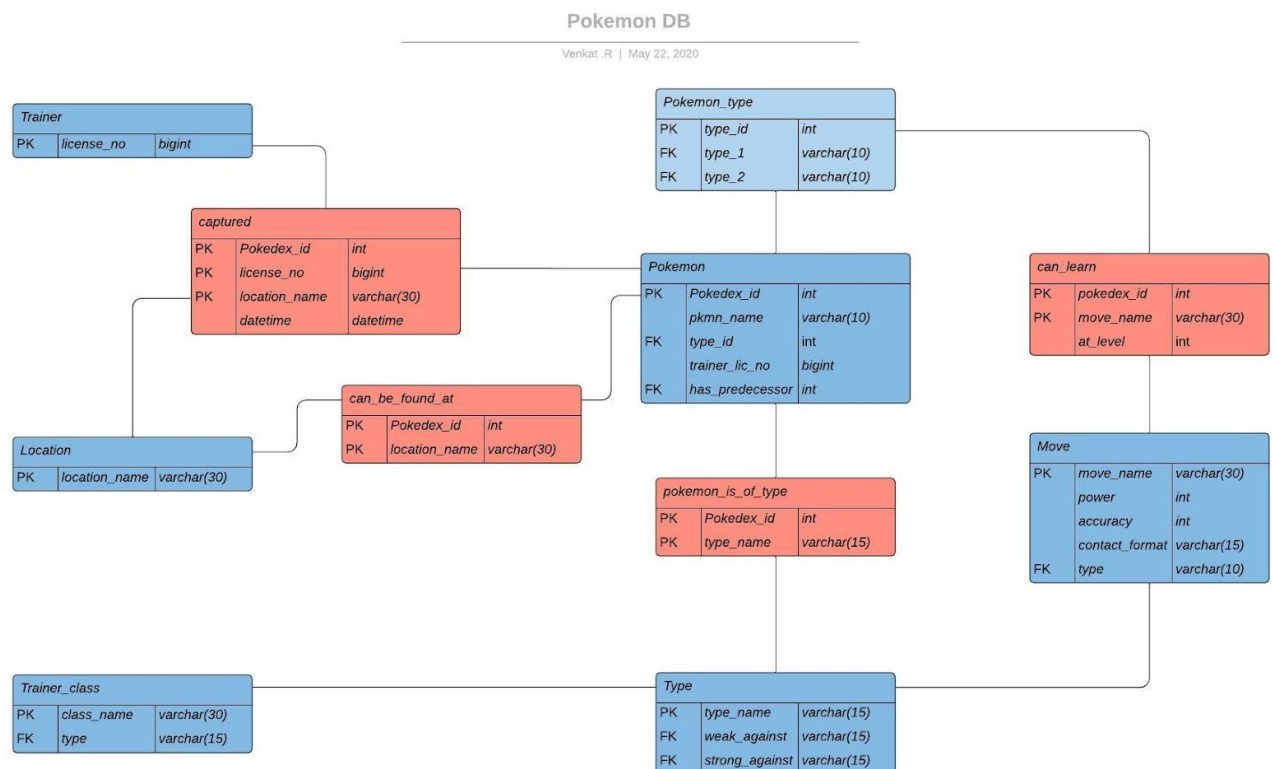 Pokemon DB
Venkat .R | May 22, 2020
Trainer
PK license_no bigint
Pokemon_type
PK type_id int
FK type_1 varchar(10)
FK type_2 varchar(10)
captured
PK Pokedex_id int
PK license_no bigint
PK location_name varchar(30)
datetime datetime
Pokemon
PK Pokedex_id int
pkmn_name varchar(10)
FK type_id int
trainer_lic_no bigint
FK has_predecessor int
can_learn
PK pokedex_id int
PK move_name varchar(30)
at_level int
can_be_found_at
PK Pokedex_id int
PK location_name varchar(30)
Location
PK location_name varchar(30)
Move
PK move_name varchar(30)
power int
accuracy int
contact_format varchar(15)
FK type varchar(10)
pokemon_is_of_type
PK Pokedex_id int
PK type_name varchar(15)
Trainer_class
PK class_name varchar(30)
FK type varchar(15)
Type
PK type_name varchar(15)
FK weak_against varchar(15)
FK strong_against varchar(15)